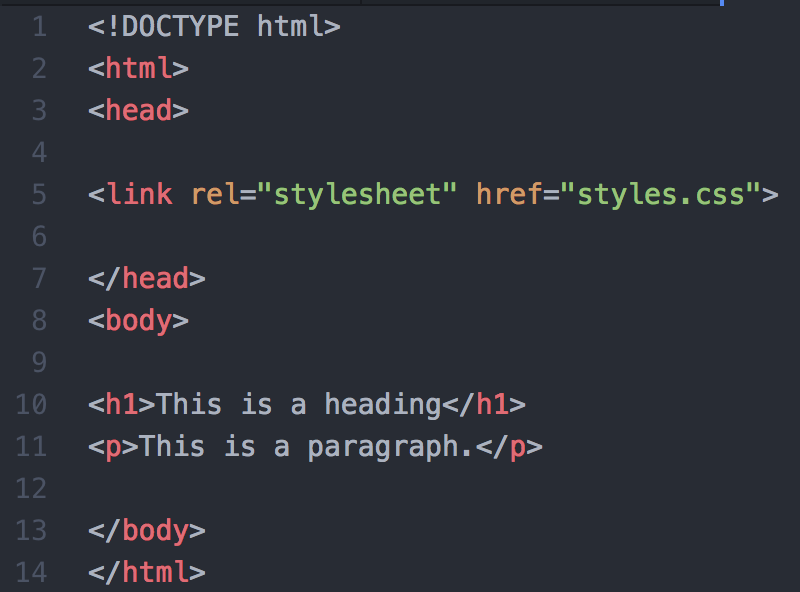 1 <!DOCTYPE html>
2 <html>
3 <head>
4
5 <link rel="stylesheet" href="styles.css">
6
7 </head>
8 <body>
9
10 <h1>This is a heading</h1>
11 <p>This is a paragraph.</p>
12
13 </body>
14 </html>